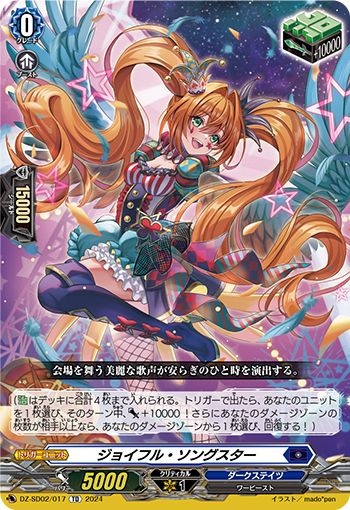 0
グレード
ブースト
+10000
15000
シールド
会場を舞う美麗な歌声が安らぎのひと時を演出する。
(治はデッキに合計4枚まで入れられる。トリガーで出たら、あなたのユニットを1枚選び、そのターン中、+10000！さらにあなたのダメージゾーンの枚数が相手以上なら、あなたのダメージゾーンから1枚選び、回復する！)
トリガーユニット
ジョイフル・ソングスター
パワー
5000
クリティカル
1
ダークステイツ
ワービースト
DZ-SD02/017 TD 2024
イラスト／mado*pen